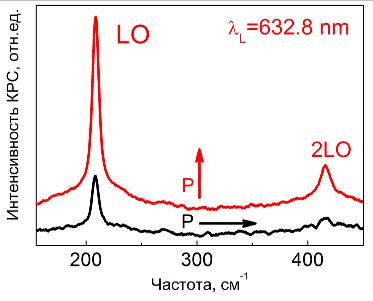 Интенсивность КРС, отн.ед.
LO
λL=632.8 nm
2LO
P
P
200
300
400
Частота, см-1